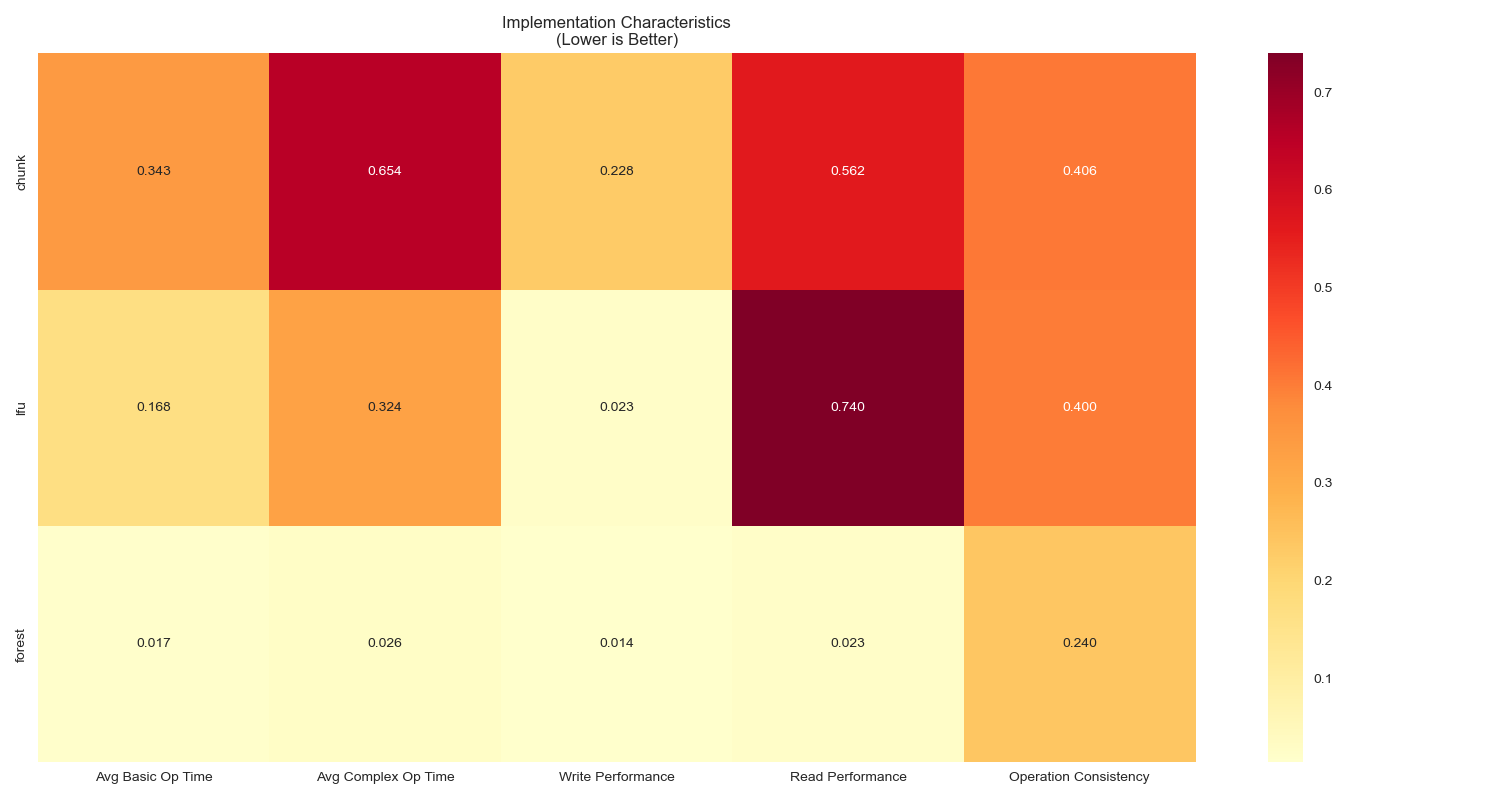 Implementation Characteristics
(Lower is Better)
chunk
0.343 0.654 0.228 0.562 0.406
lfu
0.168 0.324 0.023 0.740 0.400
forest
0.017 0.026 0.014 0.023 0.240
Avg Basic Op Time Avg Complex Op Time Write Performance Read Performance Operation Consistency
0.7
0.6
0.5
0.4
0.3
0.2
0.1